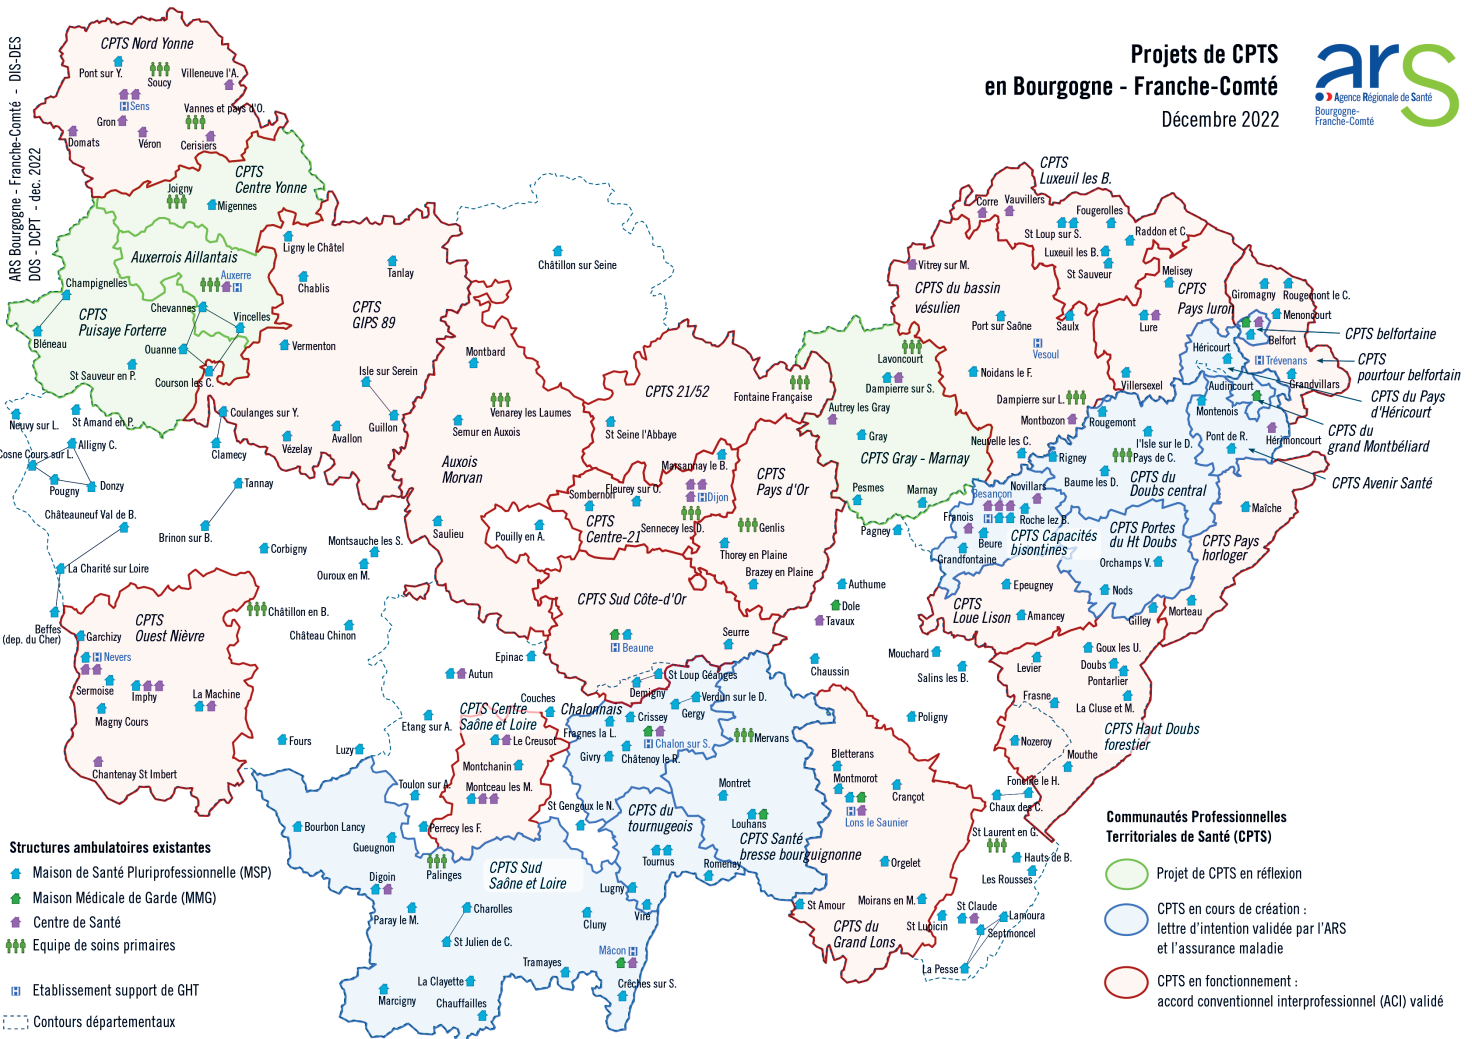 Projets de CPTS
en Bourgogne - Franche-Comté
Décembre 2022
ars
Agence Régionale de Santé
Bourgogne-
Franche-Comté
ARS Bourgogne - Franche-Comté - DIS-DES
DOS - DCPT - dec. 2022
CPTS Nord Yonne
Pont sur Y.
Soucy
Villeneuve l'A.
Sens
Vannes et pays d'O.
Gron
Domats
Véron
Cerisiers
CPTS
Centre Yonne
Joigny
Migennes
Auxerrois Aillantais
Auxerre
Champignelles
Chevannes
CPTS
Puisaye Forterre
Vincelles
Bléneau
Ouanne
St Sauveur en P.
Courson les C.
Ligny le Châtel
Tanlay
Chablis
CPTS
GIPS 89
Vermenton
Isle sur Serein
Coulanges sur Y.
Guillon
Avallon
Vézelay
Clamecy
Neuvy sur L.
St Amand en P.
Alligny C.
Cosne Cours sur L.
Pougny
Donzy
Tannay
Châteauneuf Val de B.
Brinon sur B.
Corbigny
Montsauche les S.
Ouroux en M.
La Charité sur Loire
Beffes
(dep. du Cher)
Châtillon en B.
Château Chinon
CPTS
Ouest Nièvre
Garchizy
Nevers
Sermoise
Imphy
La Machine
Magny Cours
Chantenay St Imbert
Fours
Luzy
Châtillon sur Seine
Montbard
Venarey les Laumes
Semur en Auxois
Auxois
Morvan
Saulieu
Pouilly en A.
CPTS 21/52
Fontaine Française
St Seine l'Abbaye
Marsannay le B.
Fleurey sur O.
Sombernon
Dijon
CPTS
Centre-21
Sennecey les D.
CPTS
Pays d'Or
Genlis
Thorey en Plaine
Brazey en Plaine
CPTS Sud Côte-d'Or
Beaune
Seurre
Epinac
Autun
Couches
Etang sur A.
St Loup Géanges
Demigny
Verdun sur le D.
Gergy
Chalonnais
Crissey
Fragnes la L.
Chalon sur S.
Givry
Châtenoy le R.
Mervans
CPTS Centre
Saône et Loire
Le Creusot
Montchanin
Montceau les M.
Toulon sur A.
Perrecy les F.
St Gengoux le N.
CPTS du
tournugeois
Tournus
Montret
Louhans
CPTS Santé
bresse bourguignonne
Romenay
Bourbon Lancy
Gueugnon
Palinges
CPTS Sud
Saône et Loire
Digoin
Paray le M.
Charolles
St Julien de C.
Lugny
Viré
Cluny
Mâcon
Tramayes
Crêches sur S.
La Clayette
Marcigny
Chauffailles
CPTS
Luxeuil les B.
Corre
Vauvillers
Fougerolles
St Loup sur S.
Raddon et C.
Luxeuil les B.
St Sauveur
Vitrey sur M.
CPTS du bassin
vésulien
Melisey
CPTS
Pays luron
Port sur Saône
Saulx
Lure
Vesoul
Noidans le F.
Villersexel
Dampierre sur L.
Montbozon
Giromagny
Rougemont le C.
Menoncourt
Belfort
CPTS belfortaine
Héricourt
Trévenans
CPTS
pourtour belfortain
Grandvillars
Audincourt
CPTS du Pays
d'Héricourt
Montenois
CPTS du
grand Montbéliard
Hérimoncourt
Pont de R.
CPTS Avenir Santé
Lavoncourt
Dampierre sur S.
Autrey les Gray
Gray
CPTS Gray - Marnay
Pesmes
Marnay
Pagney
Neuvelle les C.
Rigney
Rougemont
l'Isle sur le D.
Pays de C.
Baume les D.
CPTS du
Doubs central
Besançon
Novillars
Franois
Roche lez B.
Beure
Grandfontaine
CPTS Capacités
bisontines
CPTS Portes
du Ht Doubs
Orchamps V.
Nods
Gilley
Morteau
CPTS Pays
horloger
Maîche
Epeugney
CPTS
Loue Lison
Amancey
Authume
Dole
Tavaux
Chaussin
Mouchard
Salins les B.
Levier
Goux les U.
Doubs
Pontarlier
Frasne
La Cluse et M.
Poligny
Nozeroy
CPTS Haut Doubs
forestier
Mouthe
Foncine le H.
Chaux des C.
Bletterans
Montmorot
Crançot
Lons le Saunier
St Laurent en G.
Hauts de B.
Les Rousses
Orgelet
St Amour
Moirans en M.
CPTS du
Grand Lons
St Lupicin
St Claude
Lamoura
Septmoncel
La Pesse
Structures ambulatoires existantes
Maison de Santé Pluriprofessionnelle (MSP)
Maison Médicale de Garde (MMG)
Centre de Santé
Equipe de soins primaires
Etablissement support de GHT
Contours départementaux
Communautés Professionnelles
Territoriales de Santé (CPTS)
Projet de CPTS en réflexion
CPTS en cours de création :
lettre d'intention validée par l'ARS
et l'assurance maladie
CPTS en fonctionnement :
accord conventionnel interprofessionnel (ACI) validé